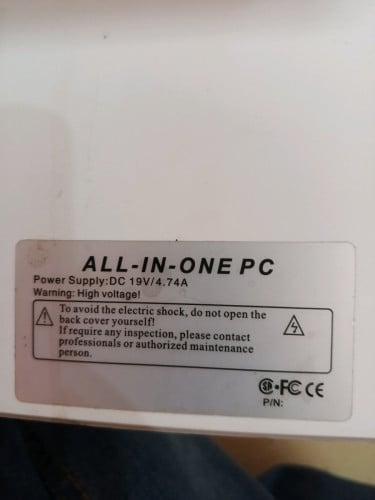 ALL-IN-ONE PC
Power Supply:DC 19V/4.74A
Warning: High voltage!
To avoid the electric shock, do not open the
back cover yourself!
If require any inspection, please contact
professionals or authorized maintenance
person.
FC CE
P/N: